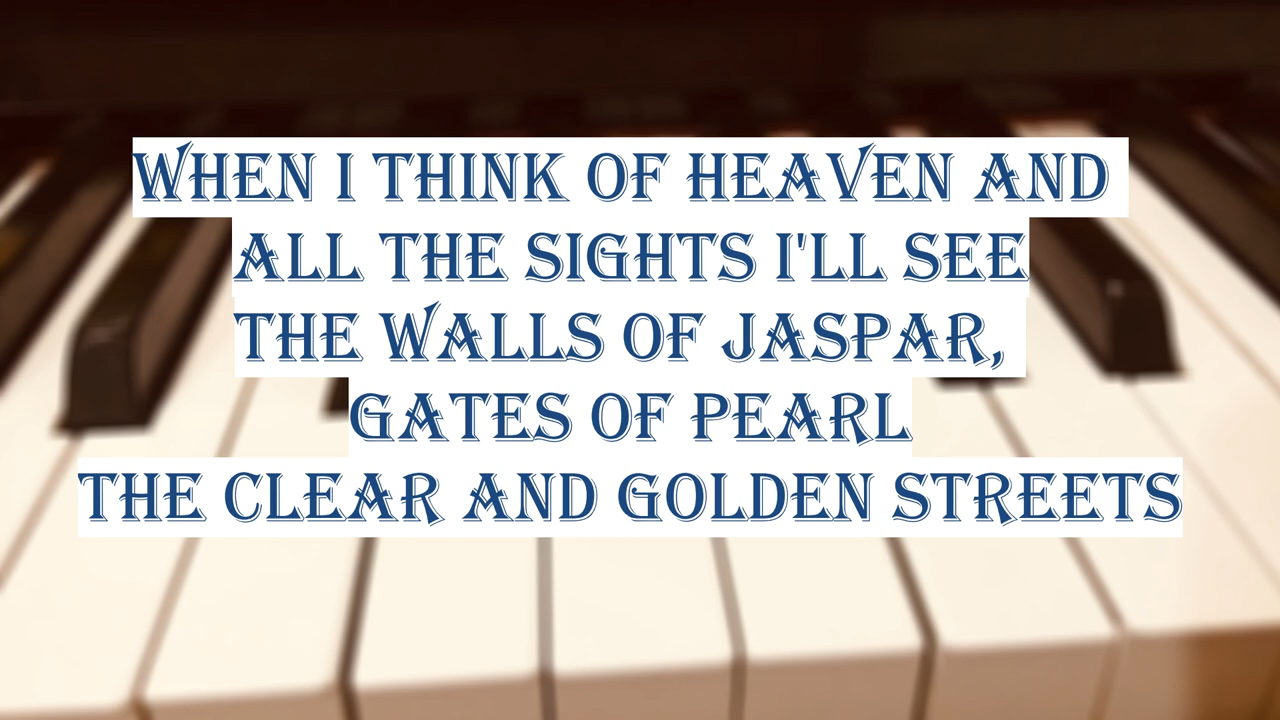 WHEN I THINK OF HEAVEN AND
ALL THE SIGHTS I'LL SEE
THE WALLS OF JASPAR,
GATES OF PEARL
THE CLEAR AND GOLDEN STREETS